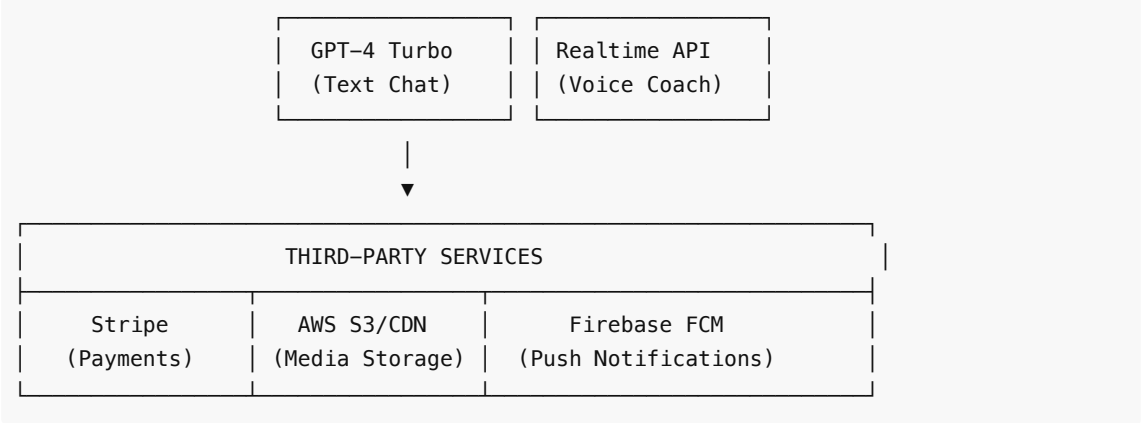 GPT-4 Turbo Realtime API
(Text Chat) (Voice Coach)
THIRD-PARTY SERVICES
Stripe AWS S3/CDN Firebase FCM
(Payments) (Media Storage) (Push Notifications)